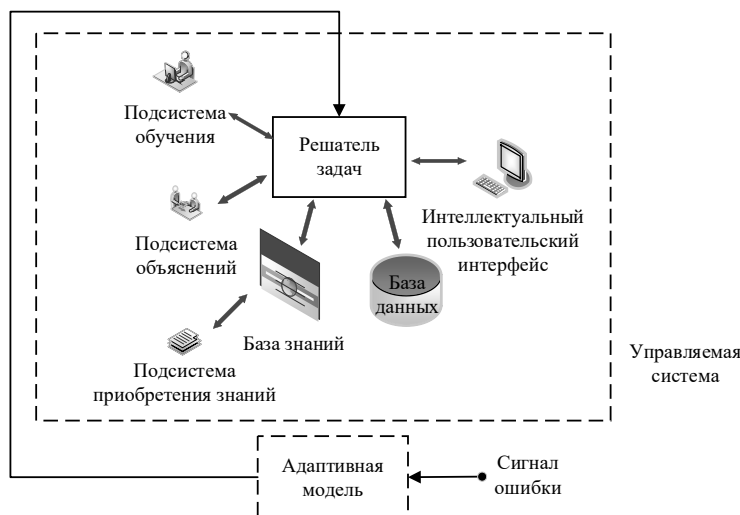 Подсистема
обучения
Решатель
задач
Интеллектуальный
пользовательский
интерфейс
Подсистема
объяснений
База
данных
База знаний
Подсистема
приобретения знаний
Управляемая
система
Адаптивная
модель
Сигнал
ошибки